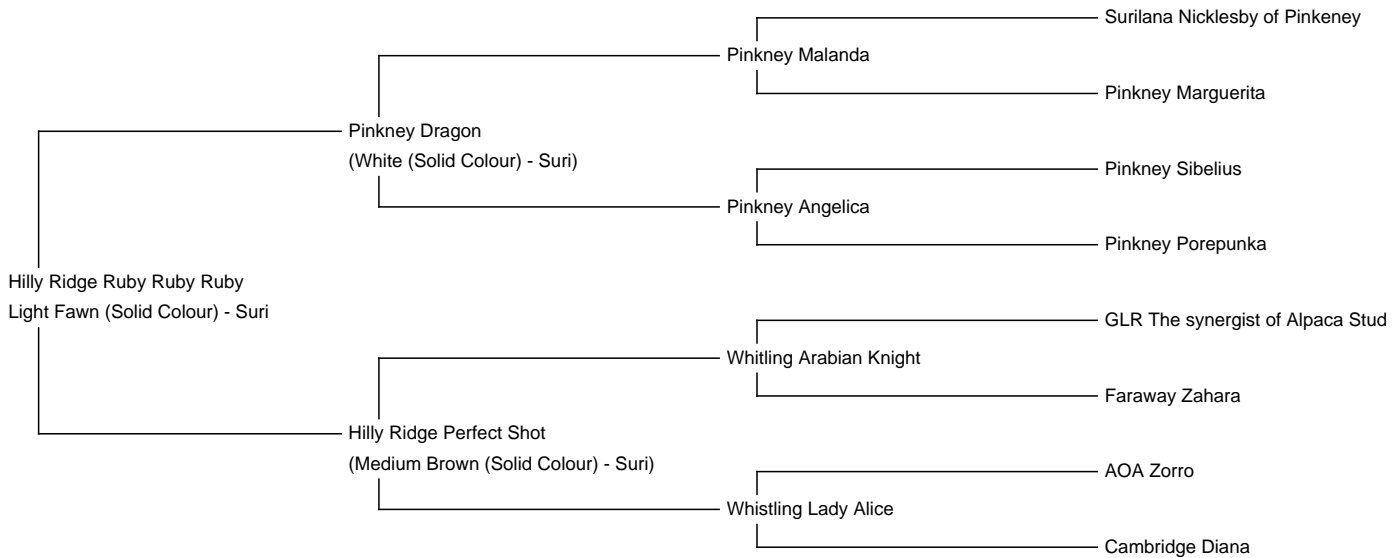 Surilana Nicklesby of Pinkeney
Pinkney Malanda
Pinkney Marguerita
Pinkney Dragon
(White (Solid Colour) - Suri)
Pinkney Sibelius
Pinkney Angelica
Pinkney Porepunka
Hilly Ridge Ruby Ruby Ruby
Light Fawn (Solid Colour) - Suri
GLR The synergist of Alpaca Stud
Whitling Arabian Knight
Faraway Zahara
Hilly Ridge Perfect Shot
(Medium Brown (Solid Colour) - Suri)
AOA Zorro
Whistling Lady Alice
Cambridge Diana